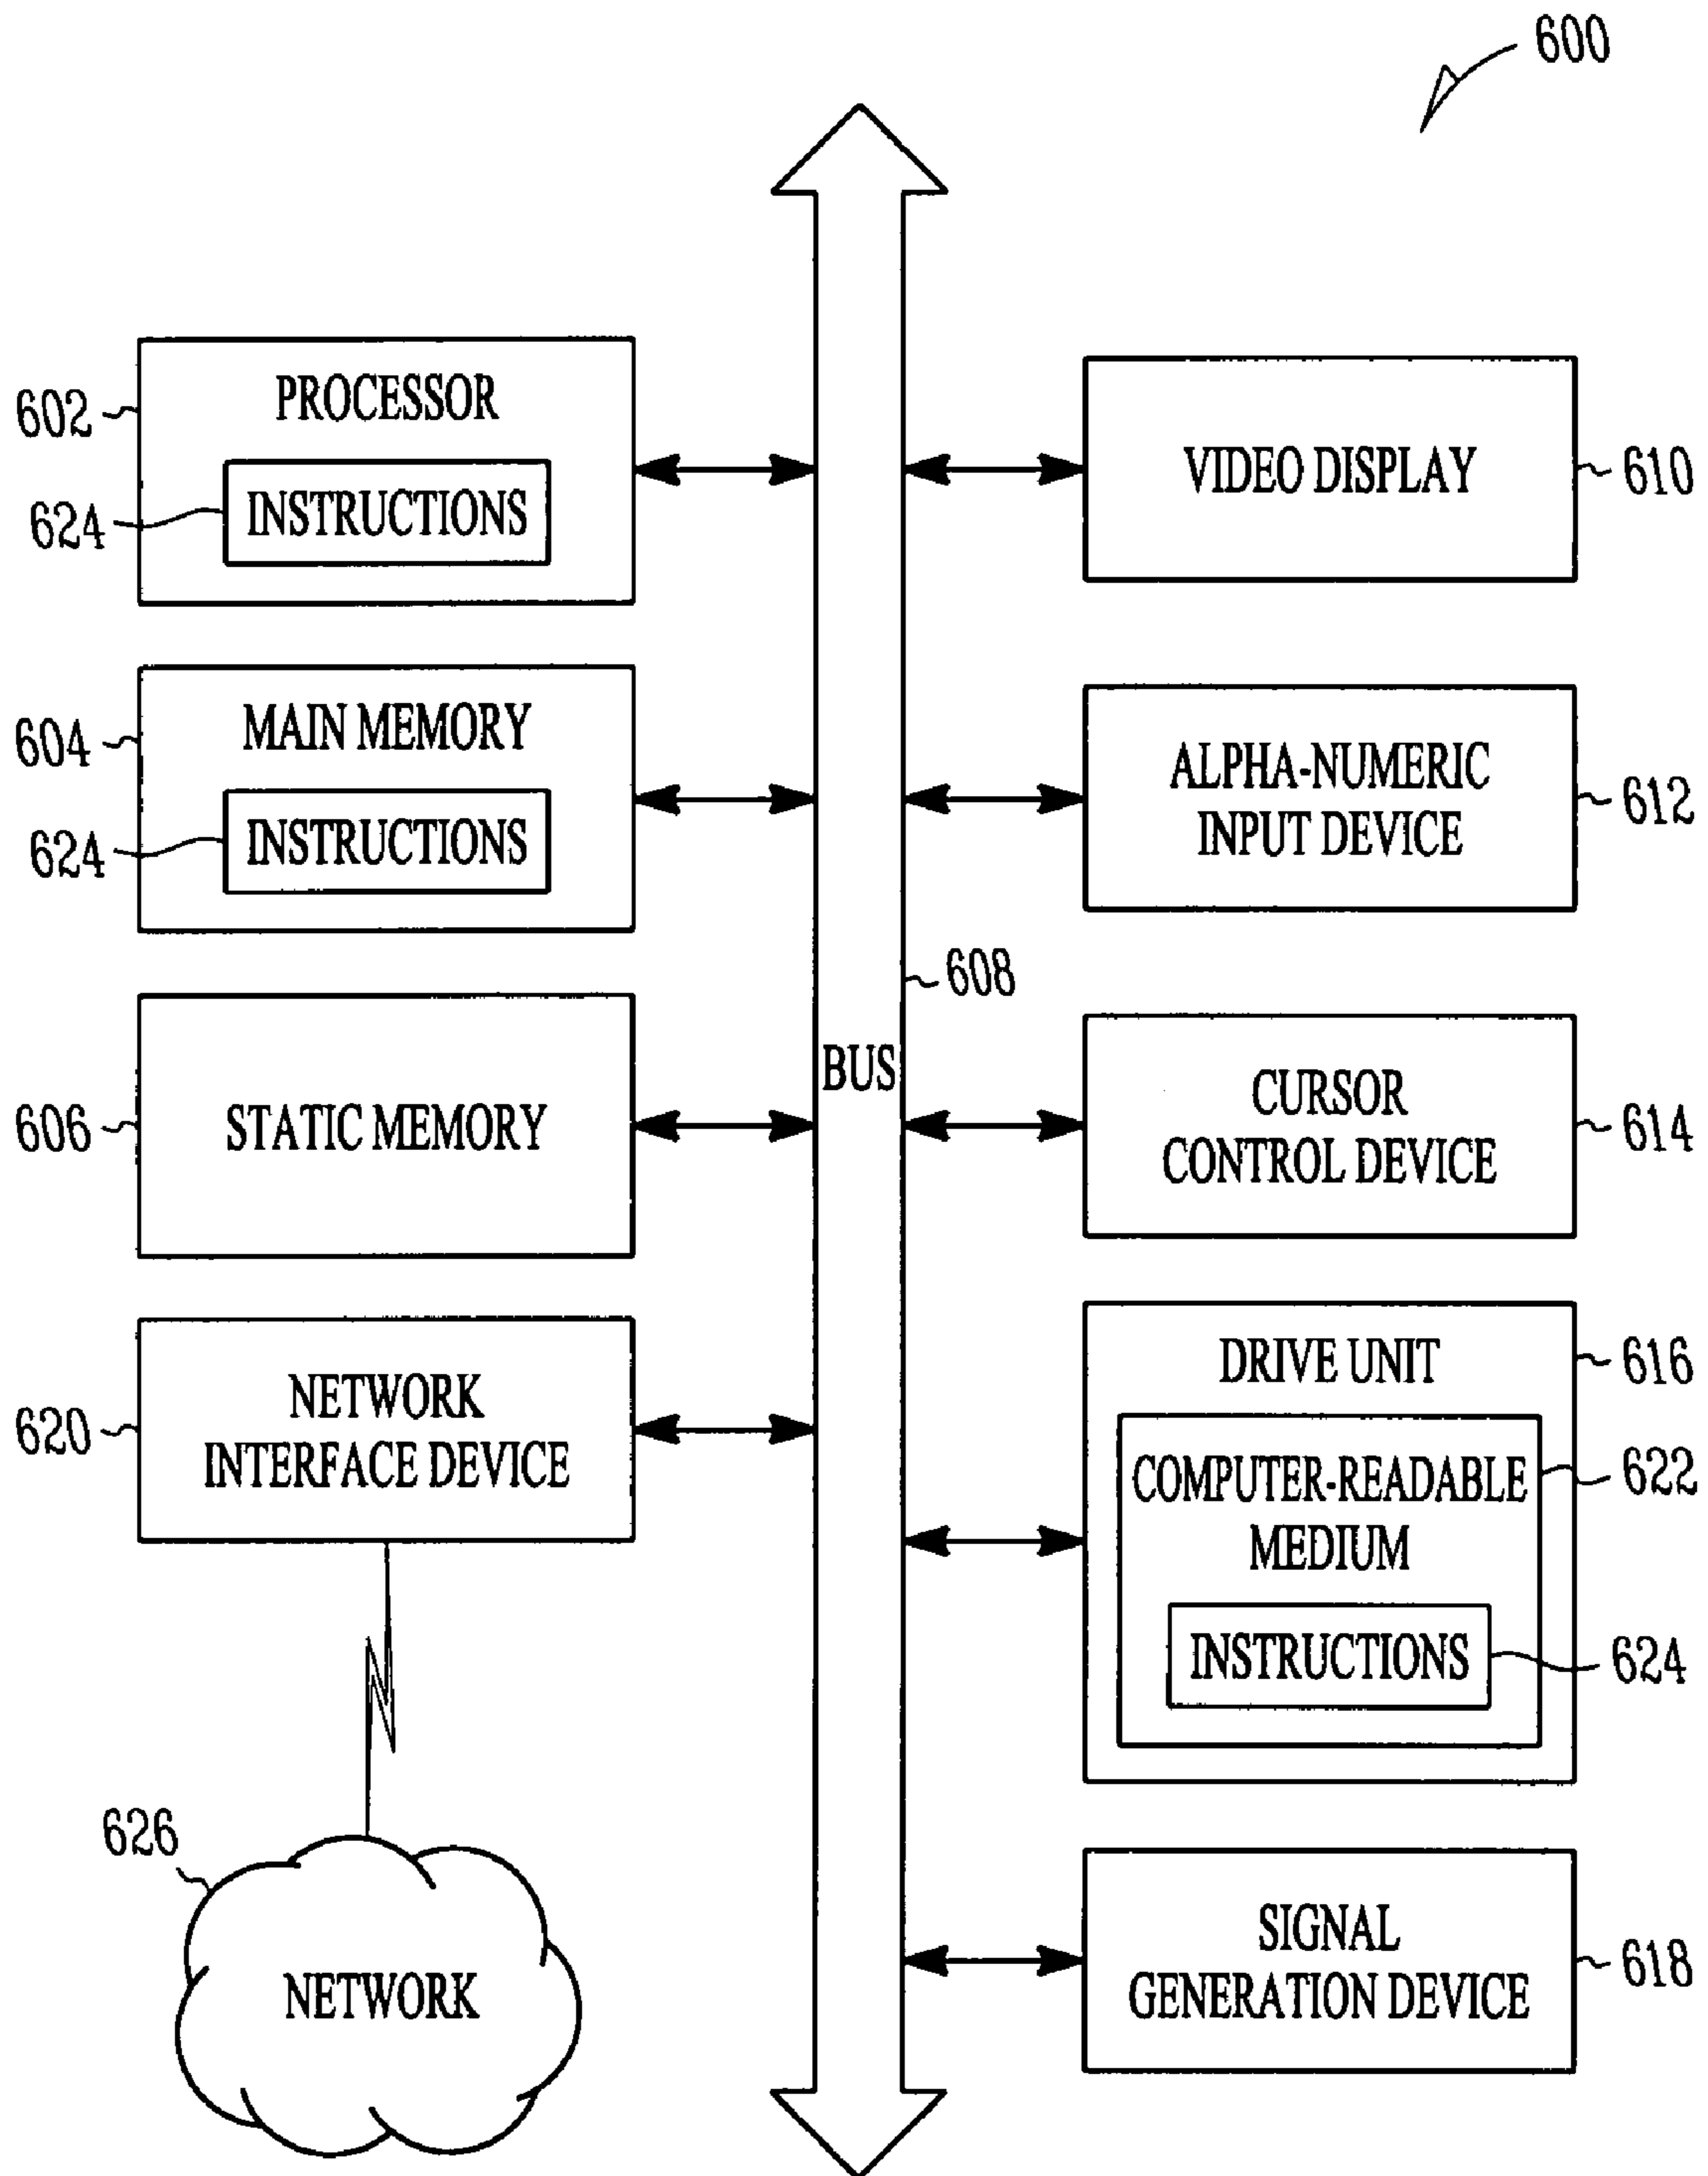 600
PROCESSOR
602
INSTRUCTIONS
624
MAIN MEMORY
604
INSTRUCTIONS
624
STATIC MEMORY
606
NETWORK
INTERFACE DEVICE
620
626
NETWORK
BUS
608
VIDEO DISPLAY
610
ALPHA-NUMERIC
INPUT DEVICE
612
CURSOR
CONTROL DEVICE
614
DRIVE UNIT
616
COMPUTER-READABLE
MEDIUM
622
INSTRUCTIONS
624
SIGNAL
GENERATION DEVICE
618